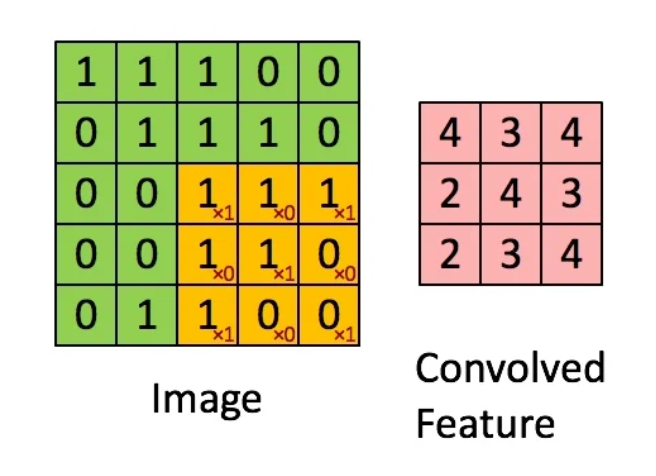 1 1 1 0 0
0 1 1 1 0
0 0 1×1 1×0 1×1
0 0 1×0 1×1 0×0
0 1 1×1 0×0 0×1
Image
4 3 4
2 4 3
2 3 4
Convolved
Feature